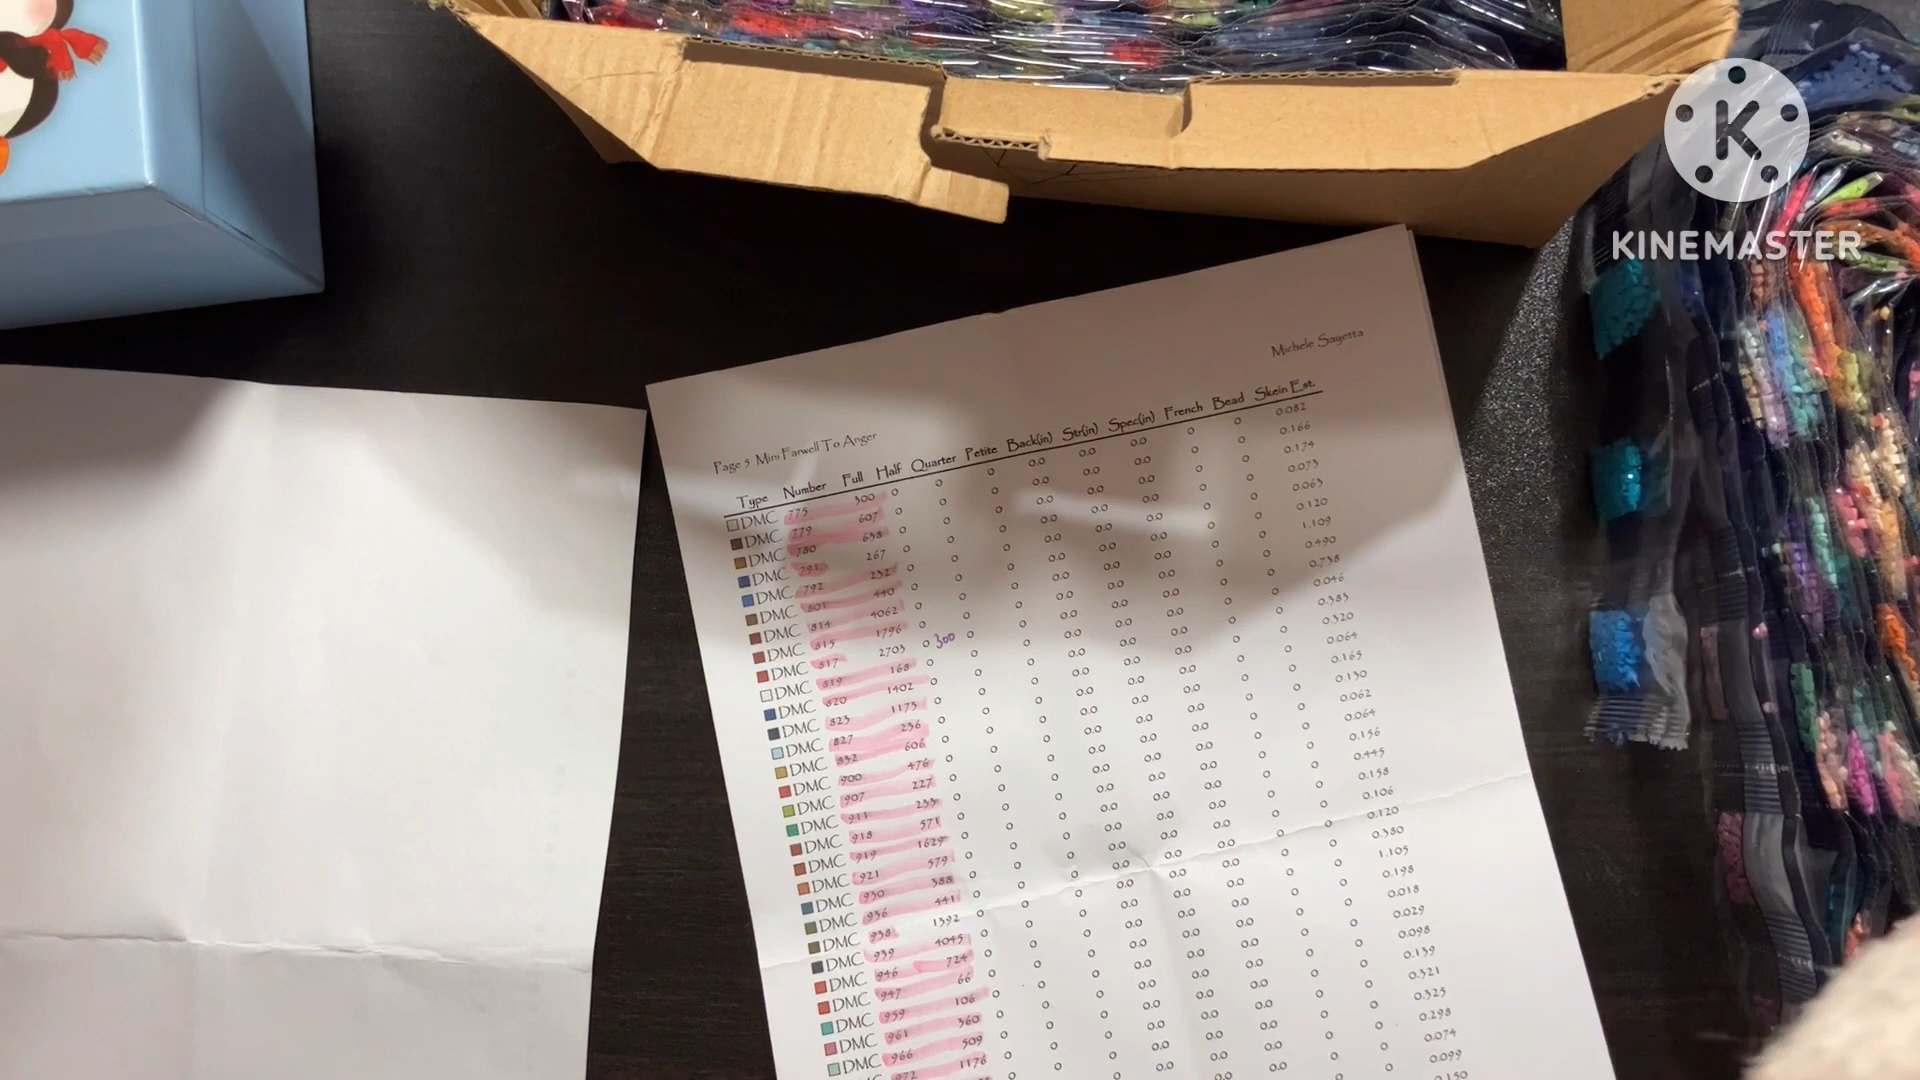 KINEMASTER
Michele Sayetta
Page 5 Mini Farwell To Anger
Type Number Full Half Quarter Petite Back(in) Str(in) Spec(in) French Bead Skein Est.
DMC 775 300 0 0 0 0.0 0.0 0.0 0 0 0.082
DMC 779 607 0 0 0 0.0 0.0 0.0 0 0 0.166
DMC 780 638 0 0 0 0.0 0.0 0.0 0 0 0.174
DMC 791 267 0 0 0 0.0 0.0 0.0 0 0 0.073
DMC 792 232 0 0 0 0.0 0.0 0.0 0 0 0.063
DMC 801 440 0 0 0 0.0 0.0 0.0 0 0 0.120
DMC 814 4062 0 0 0 0.0 0.0 0.0 0 0 1.109
DMC 815 1796 0 0 0 0.0 0.0 0.0 0 0 0.490
DMC 817 2703 0 300 0 0.0 0.0 0.0 0 0 0.738
DMC 819 168 0 0 0 0.0 0.0 0.0 0 0 0.046
DMC 820 1402 0 0 0 0.0 0.0 0.0 0 0 0.383
DMC 823 1173 0 0 0 0.0 0.0 0.0 0 0 0.320
DMC 827 236 0 0 0 0.0 0.0 0.0 0 0 0.064
DMC 832 606 0 0 0 0.0 0.0 0.0 0 0 0.165
DMC 900 476 0 0 0 0.0 0.0 0.0 0 0 0.130
DMC 907 227 0 0 0 0.0 0.0 0.0 0 0 0.062
DMC 911 233 0 0 0 0.0 0.0 0.0 0 0 0.064
DMC 918 571 0 0 0 0.0 0.0 0.0 0 0 0.156
DMC 919 1629 0 0 0 0.0 0.0 0.0 0 0 0.445
DMC 921 579 0 0 0 0.0 0.0 0.0 0 0 0.158
DMC 930 388 0 0 0 0.0 0.0 0.0 0 0 0.106
DMC 936 441 0 0 0 0.0 0.0 0.0 0 0 0.120
DMC 938 1392 0 0 0 0.0 0.0 0.0 0 0 0.380
DMC 939 4045 0 0 0 0.0 0.0 0.0 0 0 1.105
DMC 946 724 0 0 0 0.0 0.0 0.0 0 0 0.198
DMC 947 66 0 0 0 0.0 0.0 0.0 0 0 0.018
DMC 959 106 0 0 0 0.0 0.0 0.0 0 0 0.029
DMC 961 360 0 0 0 0.0 0.0 0.0 0 0 0.098
DMC 966 509 0 0 0 0.0 0.0 0.0 0 0 0.139
972 1176 0 0 0 0.0 0.0 0.0 0 0 0.321
0.325
0.298
0.074
0.099
0.150